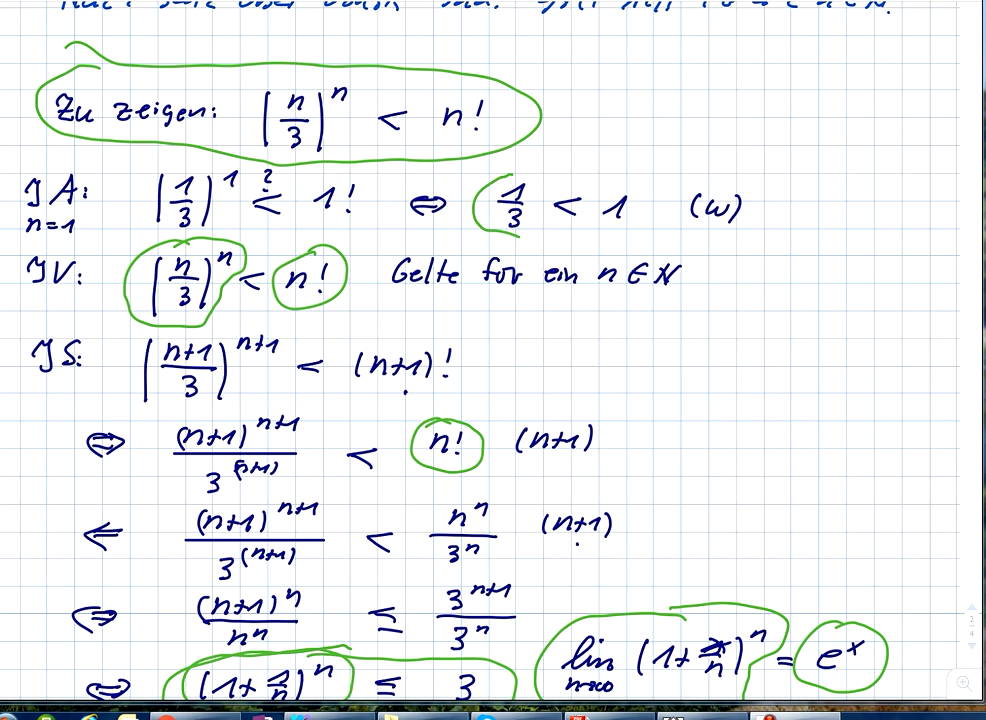 Zu zeigen: (n/3)^n < n!
IA: (1/3)^1 <? 1! ⇔ 1/3 < 1 (w)
n=1
IV: (n/3)^n < n! Gelte für ein n ∈ N
IS: ((n+1)/3)^(n+1) < (n+1)!
⇔ (n+1)^(n+1) / 3^(n+1) < n! (n+1)
⇐ (n+1)^(n+1) / 3^(n+1) < n^n / 3^n (n+1)
⇔ (n+1)^n / n^n ≤ 3^(n+1) / 3^n
⇔ (1 + 1/n)^n ≤ 3 lim n→∞ (1 + x/n)^n = e^x